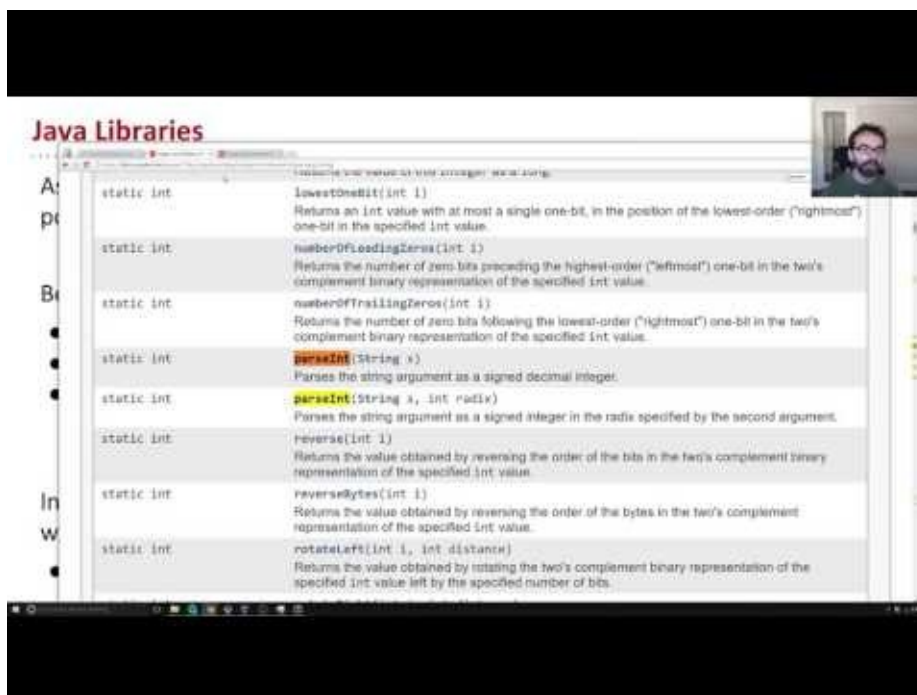 Java Libraries
As
po
static int
lowestOneBit(int i)
Returns an int value with at most a single one-bit, in the position of the lowest-order ("rightmost")
one-bit in the specified int value.
static int
numberOfLeadingZeros(int i)
Returns the number of zero bits preceding the highest-order ("leftmost") one-bit in the two's
complement binary representation of the specified int value.
Be
static int
numberOfTrailingZeros(int i)
Returns the number of zero bits following the lowest-order ("rightmost") one-bit in the two's
complement binary representation of the specified int value.
static int
parseInt(String s)
Parses the string argument as a signed decimal integer.
static int
parseInt(String s, int radix)
Parses the string argument as a signed integer in the radix specified by the second argument.
static int
reverse(int i)
Returns the value obtained by reversing the order of the bits in the two's complement binary
representation of the specified int value.
In
w
static int
reverseBytes(int i)
Returns the value obtained by reversing the order of the bytes in the two's complement
representation of the specified int value.
static int
rotateLeft(int i, int distance)
Returns the value obtained by rotating the two's complement binary representation of the
specified int value left by the specified number of bits.